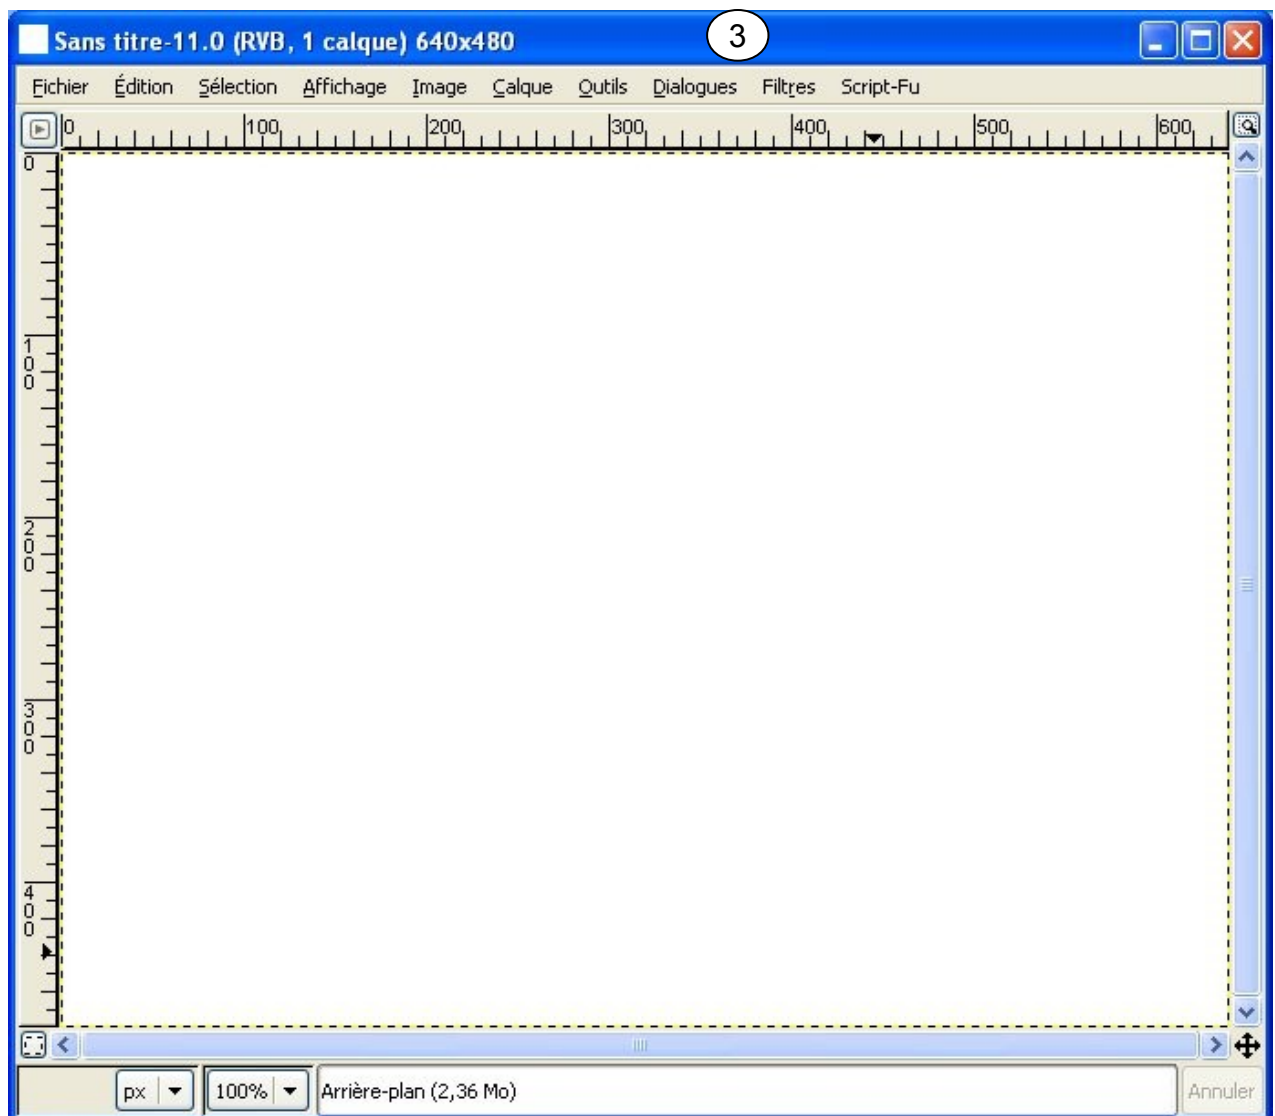 Sans titre-11.0 (RVB, 1 calque) 640x480
3
Fichier Édition Sélection Affichage Image Calque Outils Dialogues Filtres Script-Fu
0 100 200 300 400 500 600
0
100
200
300
400
px 100% Arrière-plan (2,36 Mo) Annuler